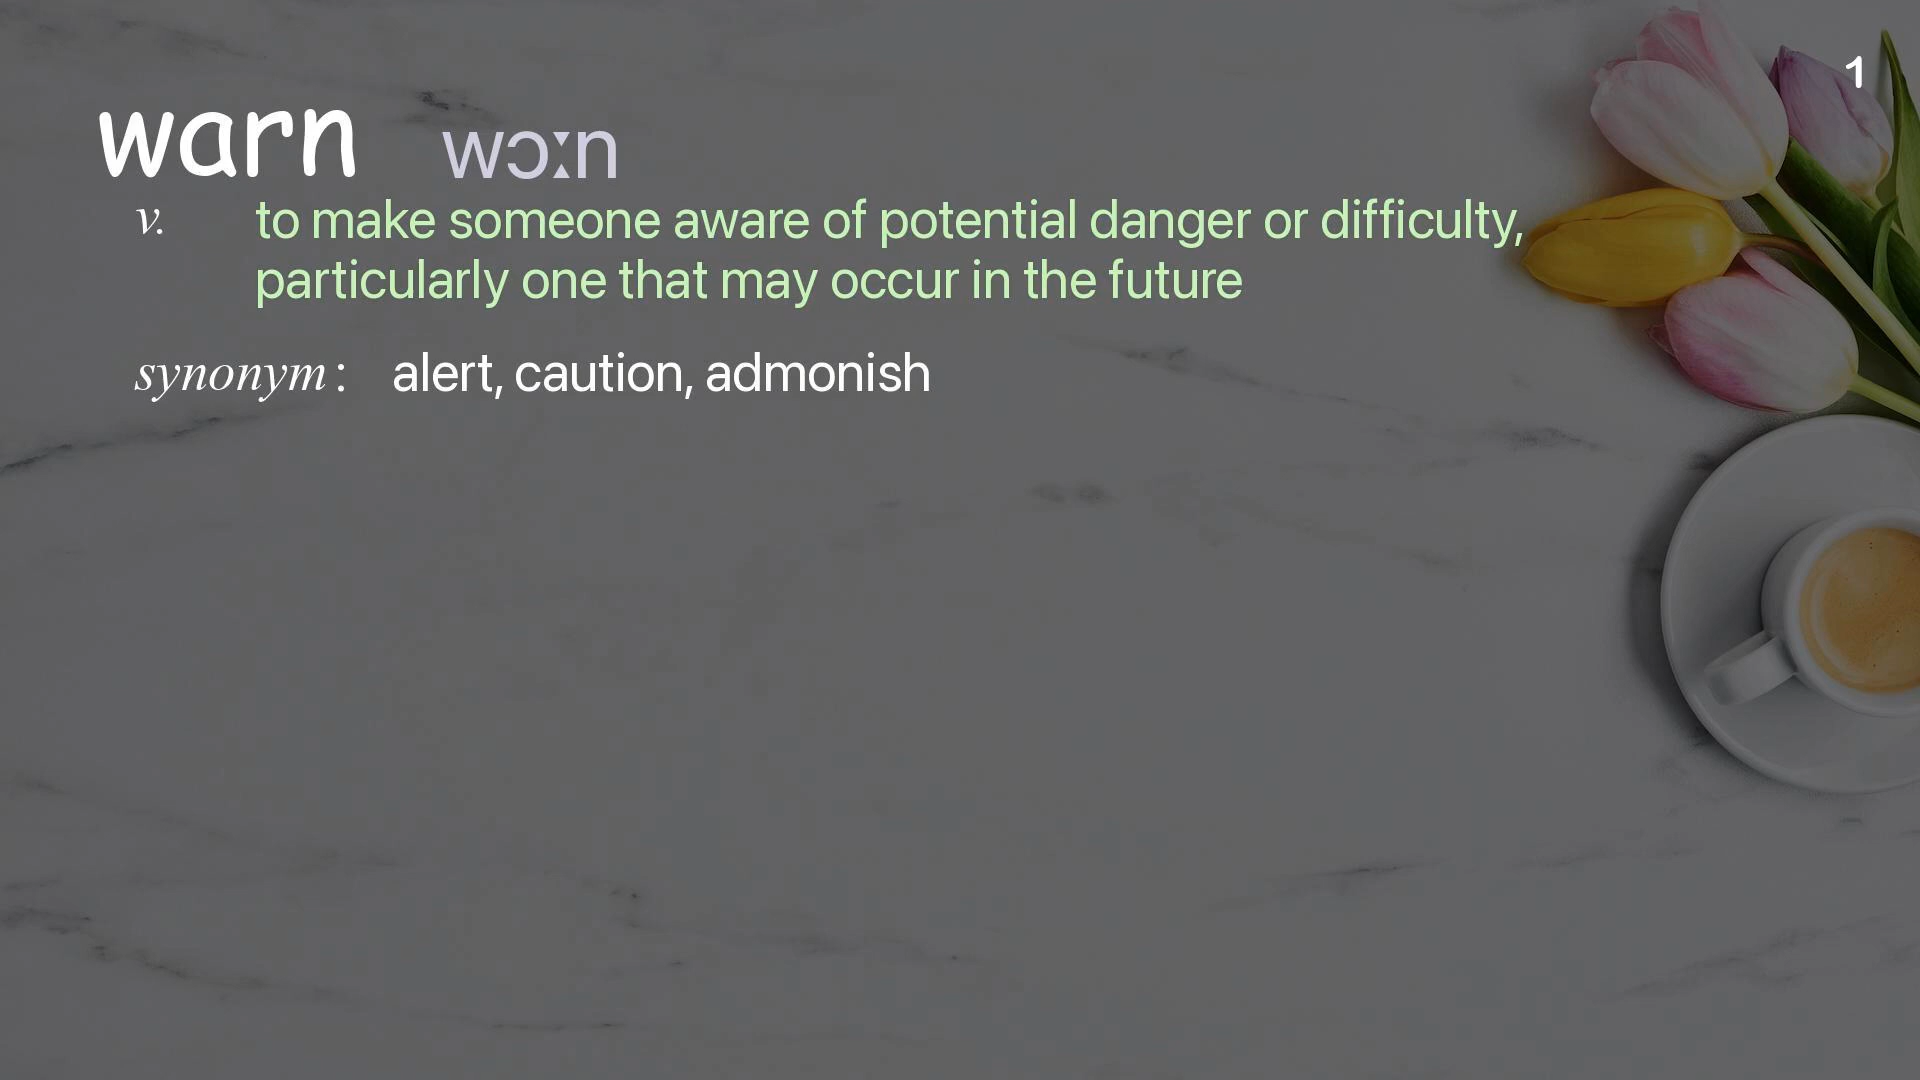 1
warn wɔːn
v. to make someone aware of potential danger or difficulty,
particularly one that may occur in the future
synonym : alert, caution, admonish